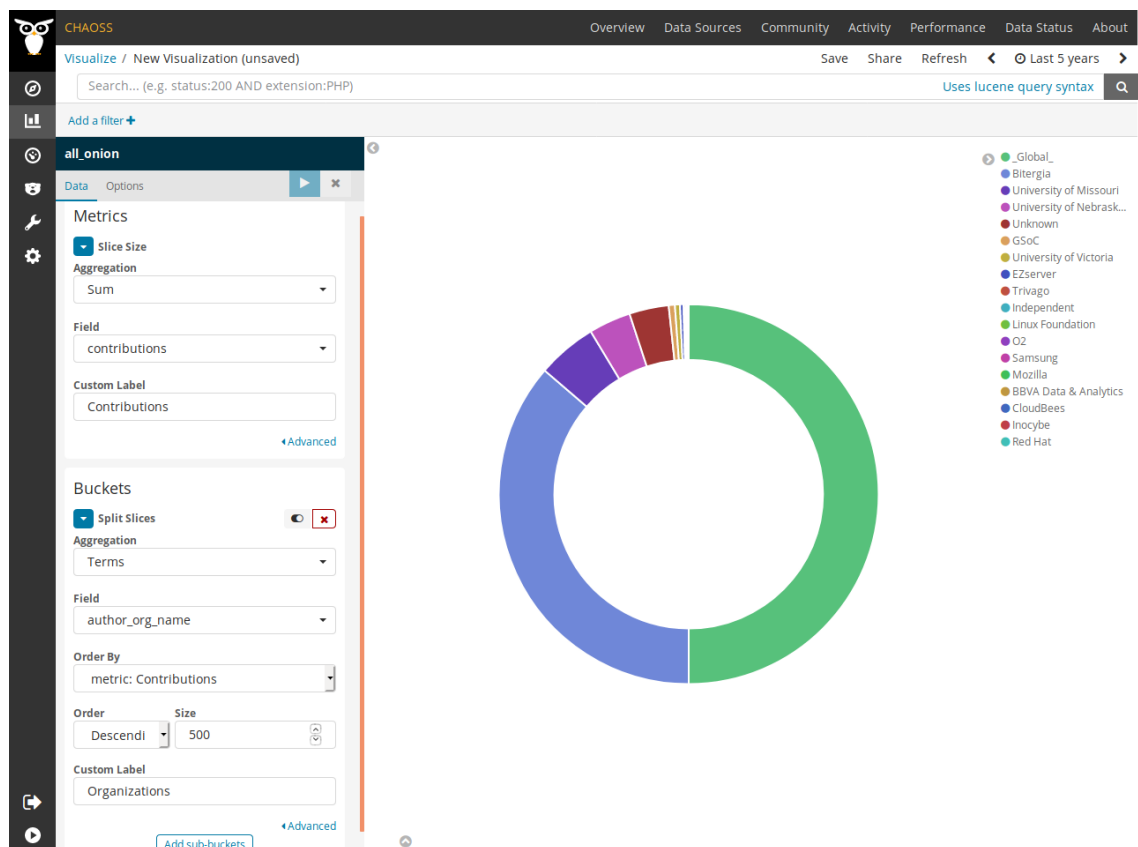 CHAOSS
Overview Data Sources Community Activity Performance Data Status About
Visualize / New Visualization (unsaved)
Save Share Refresh Last 5 years
Search... (e.g. status:200 AND extension:PHP)
Uses lucene query syntax
Add a filter
all_onion
Data Options
Metrics
Slice Size
Aggregation
Sum
Field
contributions
Custom Label
Contributions
Advanced
Buckets
Split Slices
Aggregation
Terms
Field
author_org_name
Order By
metric: Contributions
Order Size
Descendi 500
Custom Label
Organizations
Advanced
Add sub-buckets
_Global_
Bitergia
University of Missouri
University of Nebrask...
Unknown
GSoC
University of Victoria
EZserver
Trivago
Independent
Linux Foundation
O2
Samsung
Mozilla
BBVA Data & Analytics
CloudBees
Inocybe
Red Hat